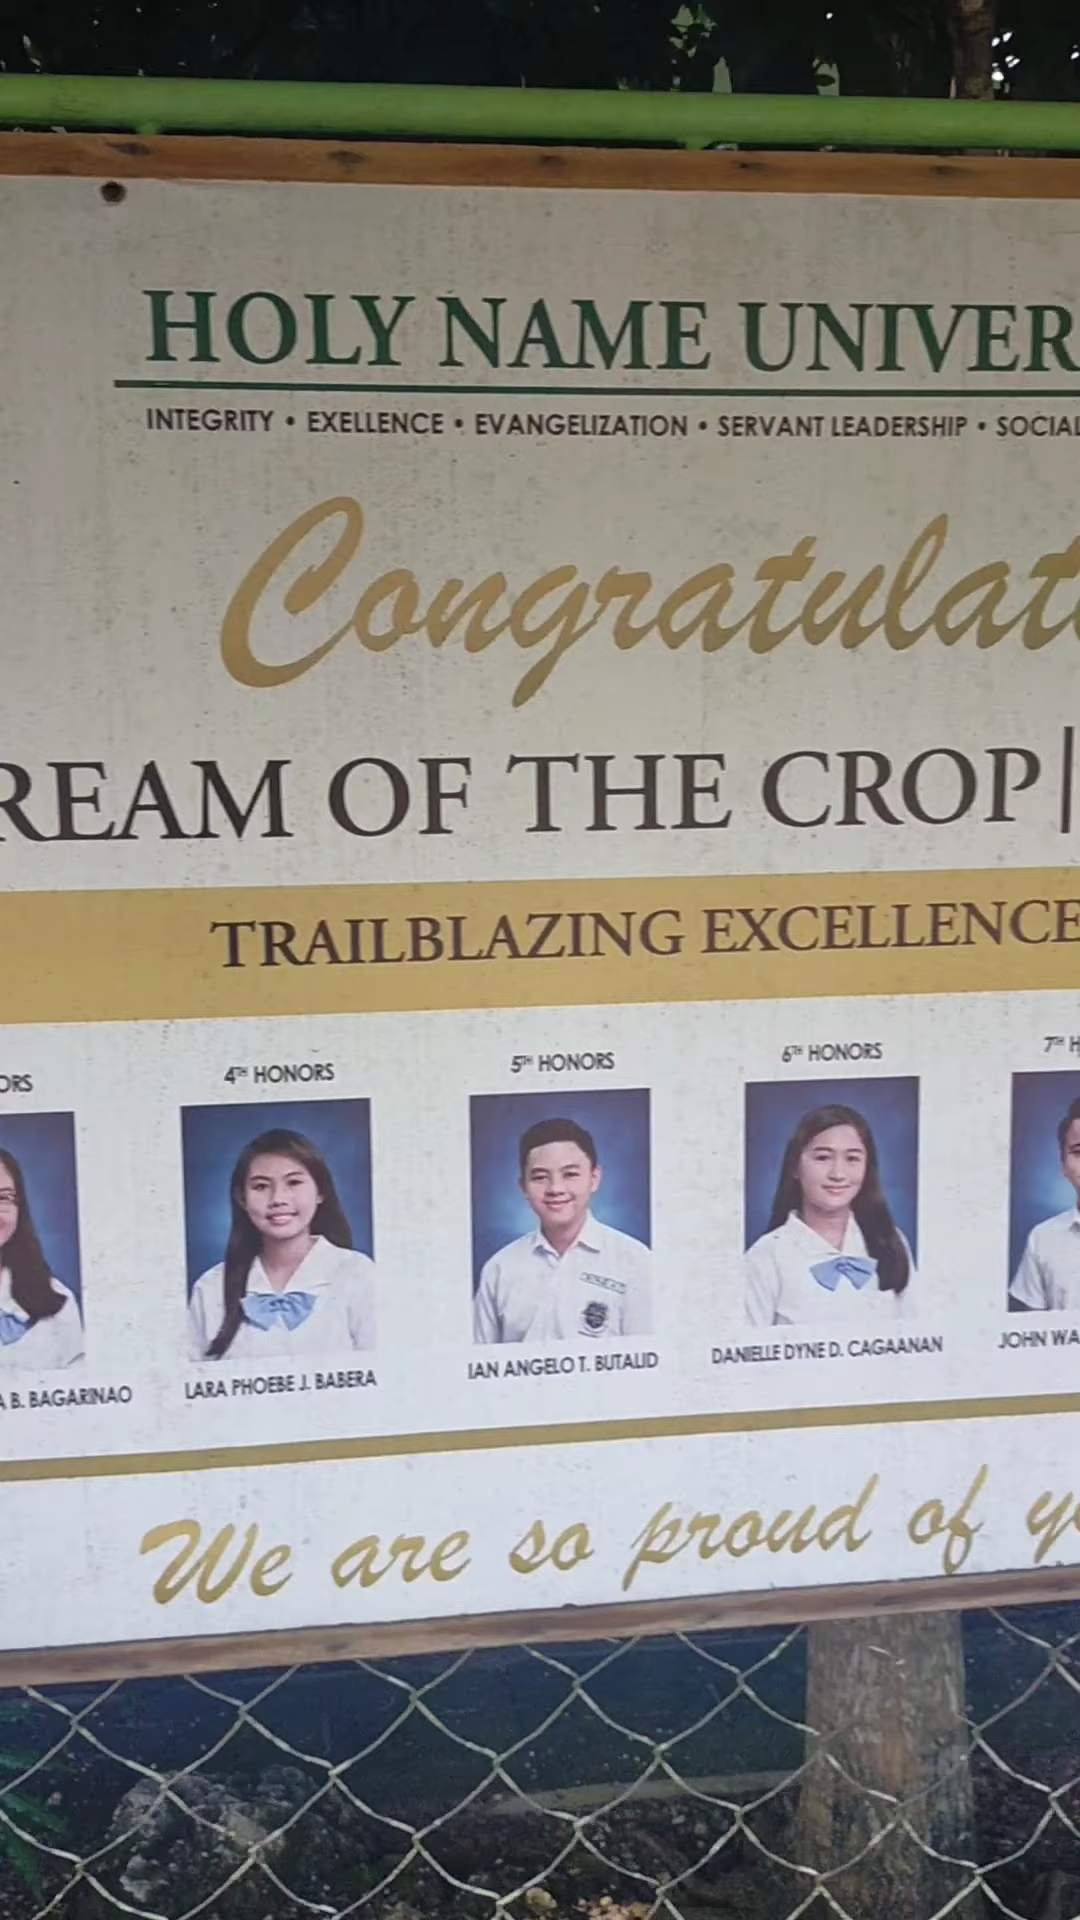 HOLY NAME UNIVER
INTEGRITY • EXELLENCE • EVANGELIZATION • SERVANT LEADERSHIP • SOCIAL
Congratulat
REAM OF THE CROP |
TRAILBLAZING EXCELLENCE
ORS
4TH HONORS
5TH HONORS
6TH HONORS
7TH H
A B. BAGARINAO
LARA PHOEBE J. BABERA
IAN ANGELO T. BUTALID
DANIELLE DYNE D. CAGAANAN
JOHN WA
We are so proud of y